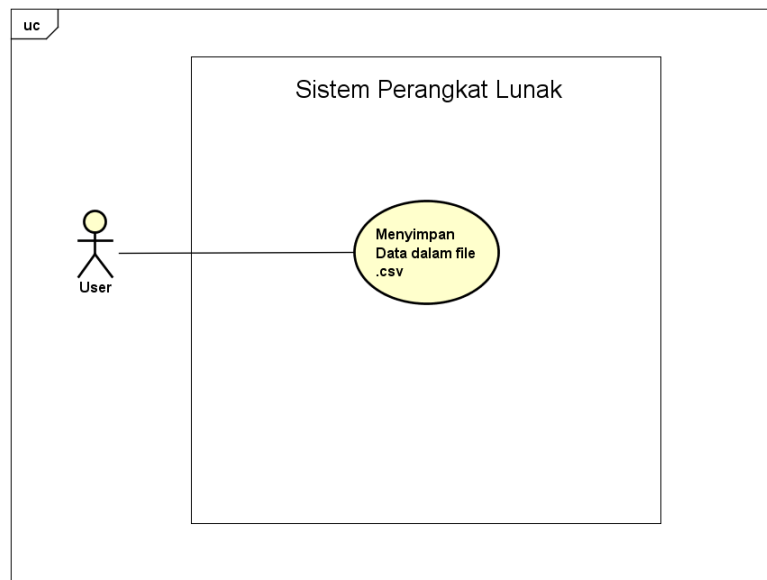 uc
Sistem Perangkat Lunak
Menyimpan
Data dalam file
.csv
User